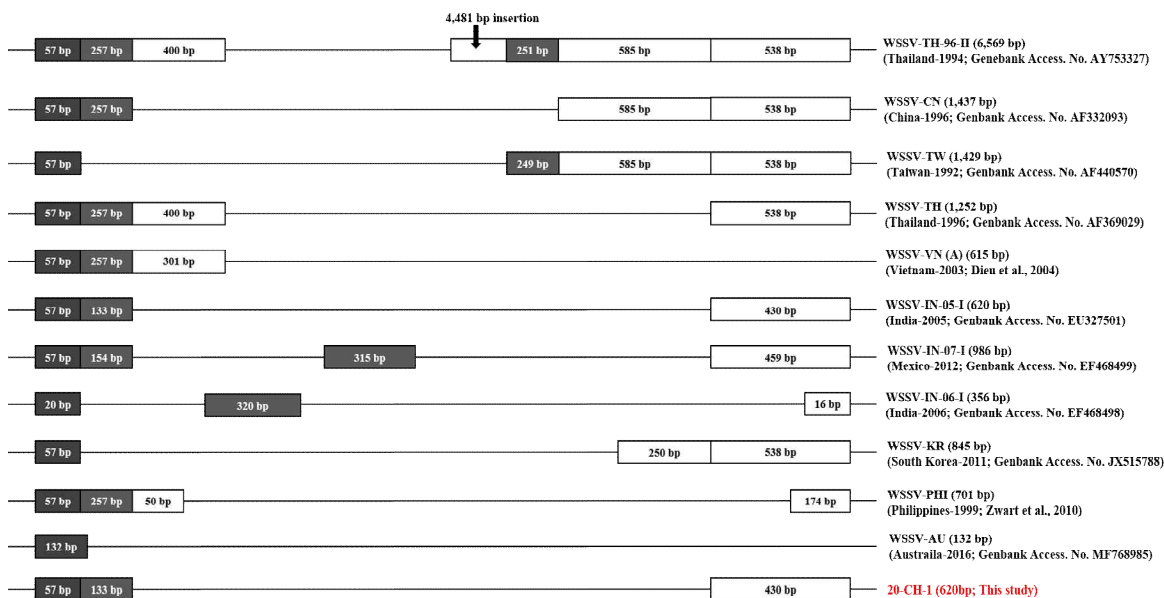 4,481 bp insertion
57 bp 257 bp 400 bp 251 bp 585 bp 538 bp WSSV-TH-96-II (6,569 bp)
(Thailand-1994; Genebank Access. No. AY753327)
57 bp 257 bp 585 bp 538 bp WSSV-CN (1,437 bp)
(China-1996; Genbank Access. No. AF332093)
57 bp 249 bp 585 bp 538 bp WSSV-TW (1,429 bp)
(Taiwan-1992; Genbank Access. No. AF440570)
57 bp 257 bp 400 bp 538 bp WSSV-TH (1,252 bp)
(Thailand-1996; Genbank Access. No. AF369029)
57 bp 257 bp 301 bp WSSV-VN (A) (615 bp)
(Vietnam-2003; Dieu et al., 2004)
57 bp 133 bp 430 bp WSSV-IN-05-I (620 bp)
(India-2005; Genbank Access. No. EU327501)
57 bp 154 bp 315 bp 459 bp WSSV-IN-07-I (986 bp)
(Mexico-2012; Genbank Access. No. EF468499)
20 bp 320 bp 16 bp WSSV-IN-06-I (356 bp)
(India-2006; Genbank Access. No. EF468498)
57 bp 250 bp 538 bp WSSV-KR (845 bp)
(South Korea-2011; Genbank Access. No. JX515788)
57 bp 257 bp 50 bp 174 bp WSSV-PHI (701 bp)
(Philippines-1999; Zwart et al., 2010)
132 bp WSSV-AU (132 bp)
(Austraila-2016; Genbank Access. No. MF768985)
57 bp 133 bp 430 bp 20-CH-1 (620bp; This study)